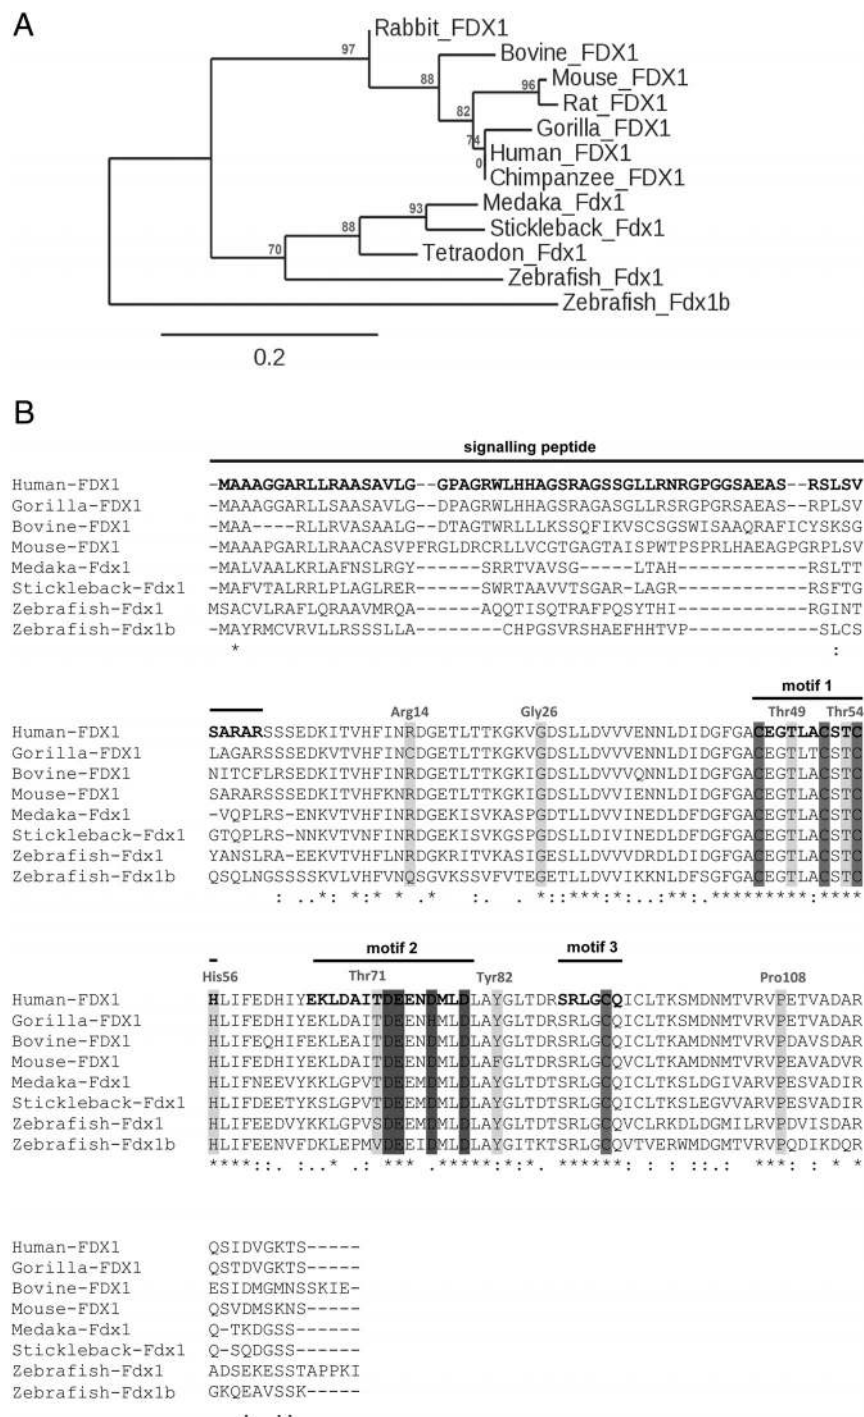 A
Rabbit_FDX1
97
Bovine_FDX1
88
Mouse_FDX1
96
Rat_FDX1
82
Gorilla_FDX1
74
Human_FDX1
0
Chimpanzee_FDX1
Medaka_Fdx1
93
Stickleback_Fdx1
88
Tetraodon_Fdx1
70
Zebrafish_Fdx1
Zebrafish_Fdx1b
0.2
B
signalling peptide
Human-FDX1 -MAAAGGARLLRAASAVLG--GPAGRWLHHAGSRAGSSGLLRNRGPGGSAEAS--RSLSV
Gorilla-FDX1 -MAAAGGARLLSAASAVLG--DPAGRWLHHAGSRAGASGLLRSRGPGRSAEAS--RPLSV
Bovine-FDX1 -MAA----RLLRVASAALG--DTAGTWRLLLKSSQFIKVSCSGSWISAAQRAFICYSKSG
Mouse-FDX1 -MAAAPGARLLRAACASVPFRGLDRCRLLVCGTGAGTAISPWTPSPRLHAEAGPGRPLSV
Medaka-Fdx1 -MALVAALKRLAFNSLRGY------SRRTVAVSG-----LTAH------------RSLTT
Stickleback-Fdx1 -MAFVTALRRLPLAGLRER------SWRTAAVVTSGAR-LAGR------------RSFTG
Zebrafish-Fdx1 MSACVLRAFLQRAAVMRQA------AQQTISQTRAFPQSYTHI------------RGINT
Zebrafish-Fdx1b -MAYRMCVRVLLRSSSLLA--------CHPGSVRSHAEFHHTVP-----------SLCS
* :
motif 1
Arg14 Gly26 Thr49 Thr54
Human-FDX1 SARARSSSEDKITVHFINRDGETLTTKGKVGDSLLDVVVENNLDIDGFGACEGTLACSTC
Gorilla-FDX1 LAGARSSSEDKITVHFINRDGETLTTKGKVGDSLLDVVVENNLDIDGFGACEGTLTCSTC
Bovine-FDX1 NITCFLRSEDKITVHFINRDGETLTTKGKIGDSLLDVVVQNNLDIDGFGACEGTLACSTC
Mouse-FDX1 SARARSSSEDKITVHFKNRDGETLTTKGKIGDSLLDVVIENNLDIDGFGACEGTLACSTC
Medaka-Fdx1 -VQPLRS-ENKVTVHFINRDGEKISVKGSPGDTLLDVVINEDLDFDGFGACEGTLACSTC
Stickleback-Fdx1 GTQPLRS-NNKVTVNFINRDGEKISVKGSPGDSLLDIVINEDLDFDGFGACEGTLACSTC
Zebrafish-Fdx1 YANSLRA-EEKVTVHFLNRDGKRITVKASIGESLLDVVVDRDLDIDGFGACEGTLACSTC
Zebrafish-Fdx1b QSQLNGSSSSKVLVHFVNQSGVKSSVFVTEGETLLDVVIKKNLDFSGFGACEGTLACSTC
motif 2 motif 3
His56 Thr71 Tyr82 Pro108
Human-FDX1 HLIFEDHIYEKLDAITDEENDMLDLAYGLTDRSRLGCQICLTKSMDNMTVRVPETVADAR
Gorilla-FDX1 HLIFEDHIYEKLDAITDEENHMLDLAYGLTDRSRLGCQICLTKSMDNMTVRVPETVADAR
Bovine-FDX1 HLIFEQHIFEKLEAITDEENDMLDLAYGLTDRSRLGCQICLTKAMDNMTVRVPDAVSDAR
Mouse-FDX1 HLIFEDHIYEKLDAITDEENDMLDLAFGLTDRSRLGCQVCLTKAMDNMTVRVPEAVADVR
Medaka-Fdx1 HLIFNEEVYKKLGPVTDEEMDMLDLAYGLTDTSRLGCQICLTKSLDGIVARVPESVADIR
Stickleback-Fdx1 HLIFDEETYKSLGPVTDEEMDMLDLAYGLTDTSRLGCQICLTKSLEGVVARVPESVADIR
Zebrafish-Fdx1 HLIFEEDVYKKLGPVSDEEMDMLDLAYGLTDTSRLGCQVCLRKDLDGMILRVPDVISDAR
Zebrafish-Fdx1b HLIFEENVFDKLEPMVDEEIDMLDLAYGITKTSRLGCQVTVERWMDGMTVRVPQDIKDQR
Human-FDX1 QSIDVGKTS-----
Gorilla-FDX1 QSTDVGKTS-----
Bovine-FDX1 ESIDMGMNSSKIE-
Mouse-FDX1 QSVDMSKNS-----
Medaka-Fdx1 Q-TKDGSS------
Stickleback-Fdx1 Q-SQDGSS------
Zebrafish-Fdx1 ADSEKESSTAPPKI
Zebrafish-Fdx1b GKQEAVSSK-----